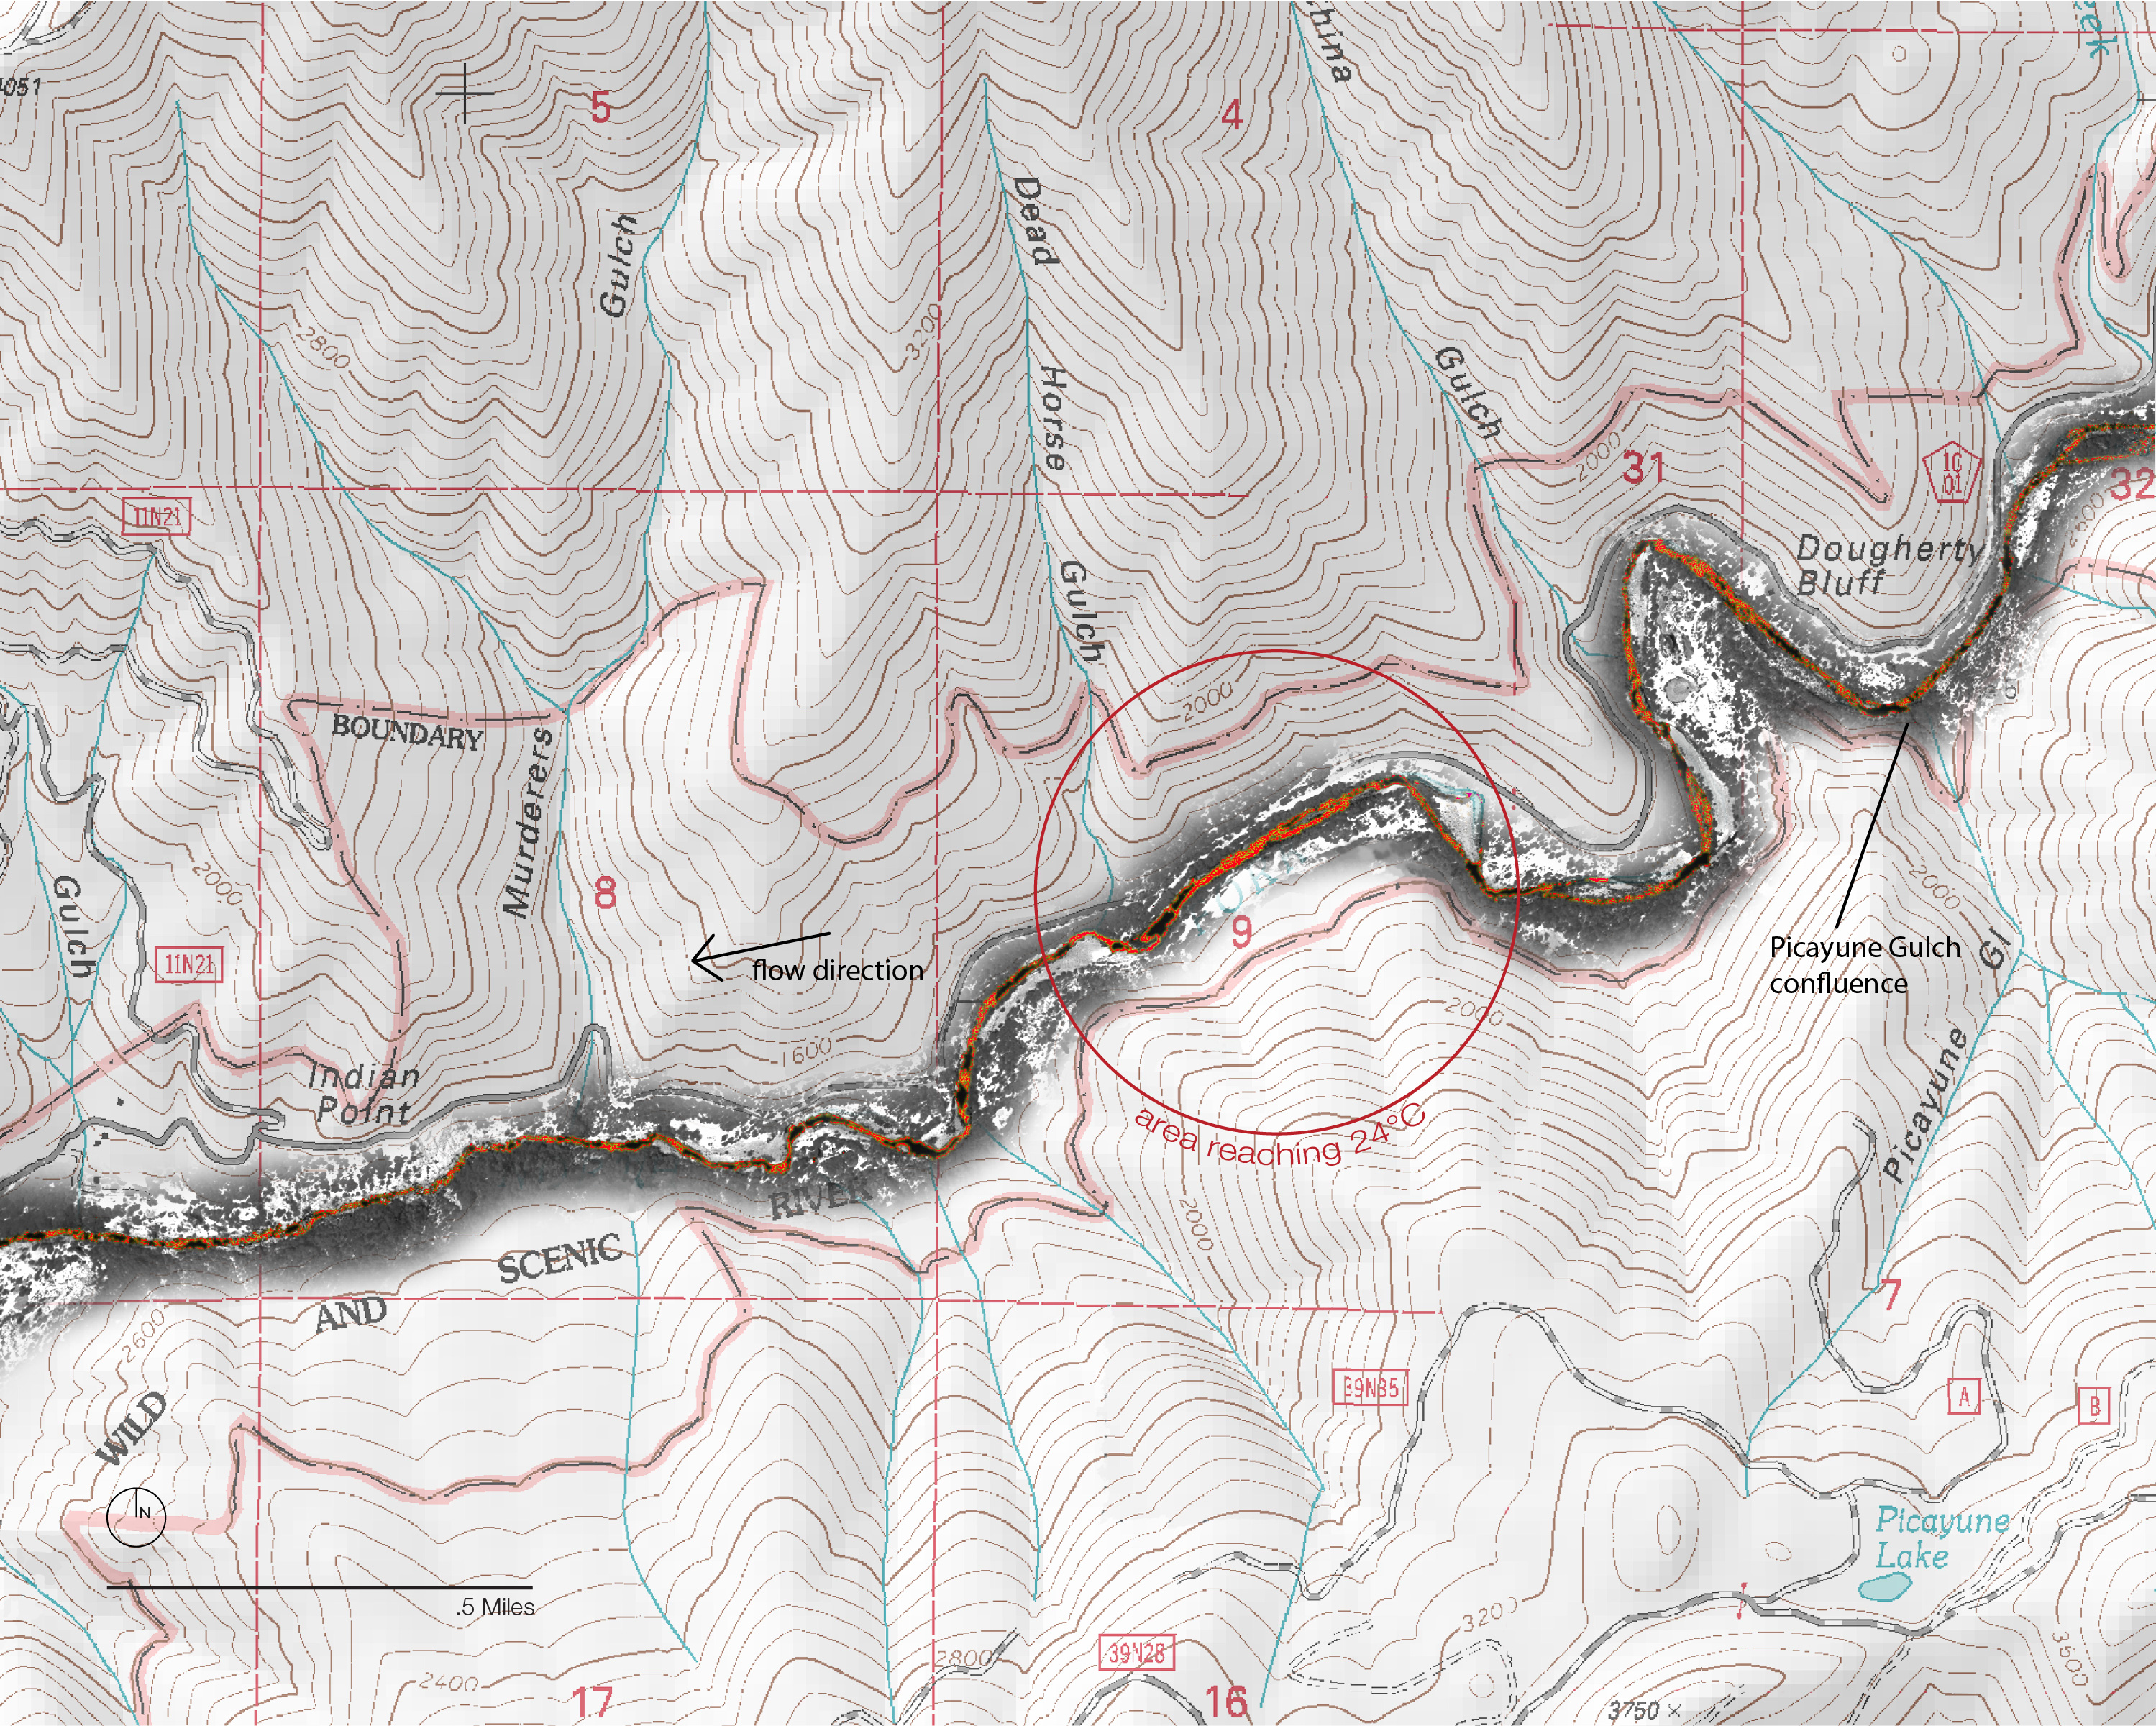 4051
5
4
Gulch
Dead
Horse
Gulch
Gulch
2800
3200
2000
31
32
10
01
2600
11N21
Dougherty
Bluff
BOUNDARY
Murderers
2000
8
9
flow direction
Picayune Gulch
confluence
2000
Gulch
2000
11N21
Gl
Picayune
2000
1600
Indian
Point
area reaching 24°C
RIVER
SCENIC
AND
WILD
2000
2600
7
39N35
A
B
N
.5 Miles
Picayune
Lake
3200
39N28
2800
2400
17
16
3750
3600